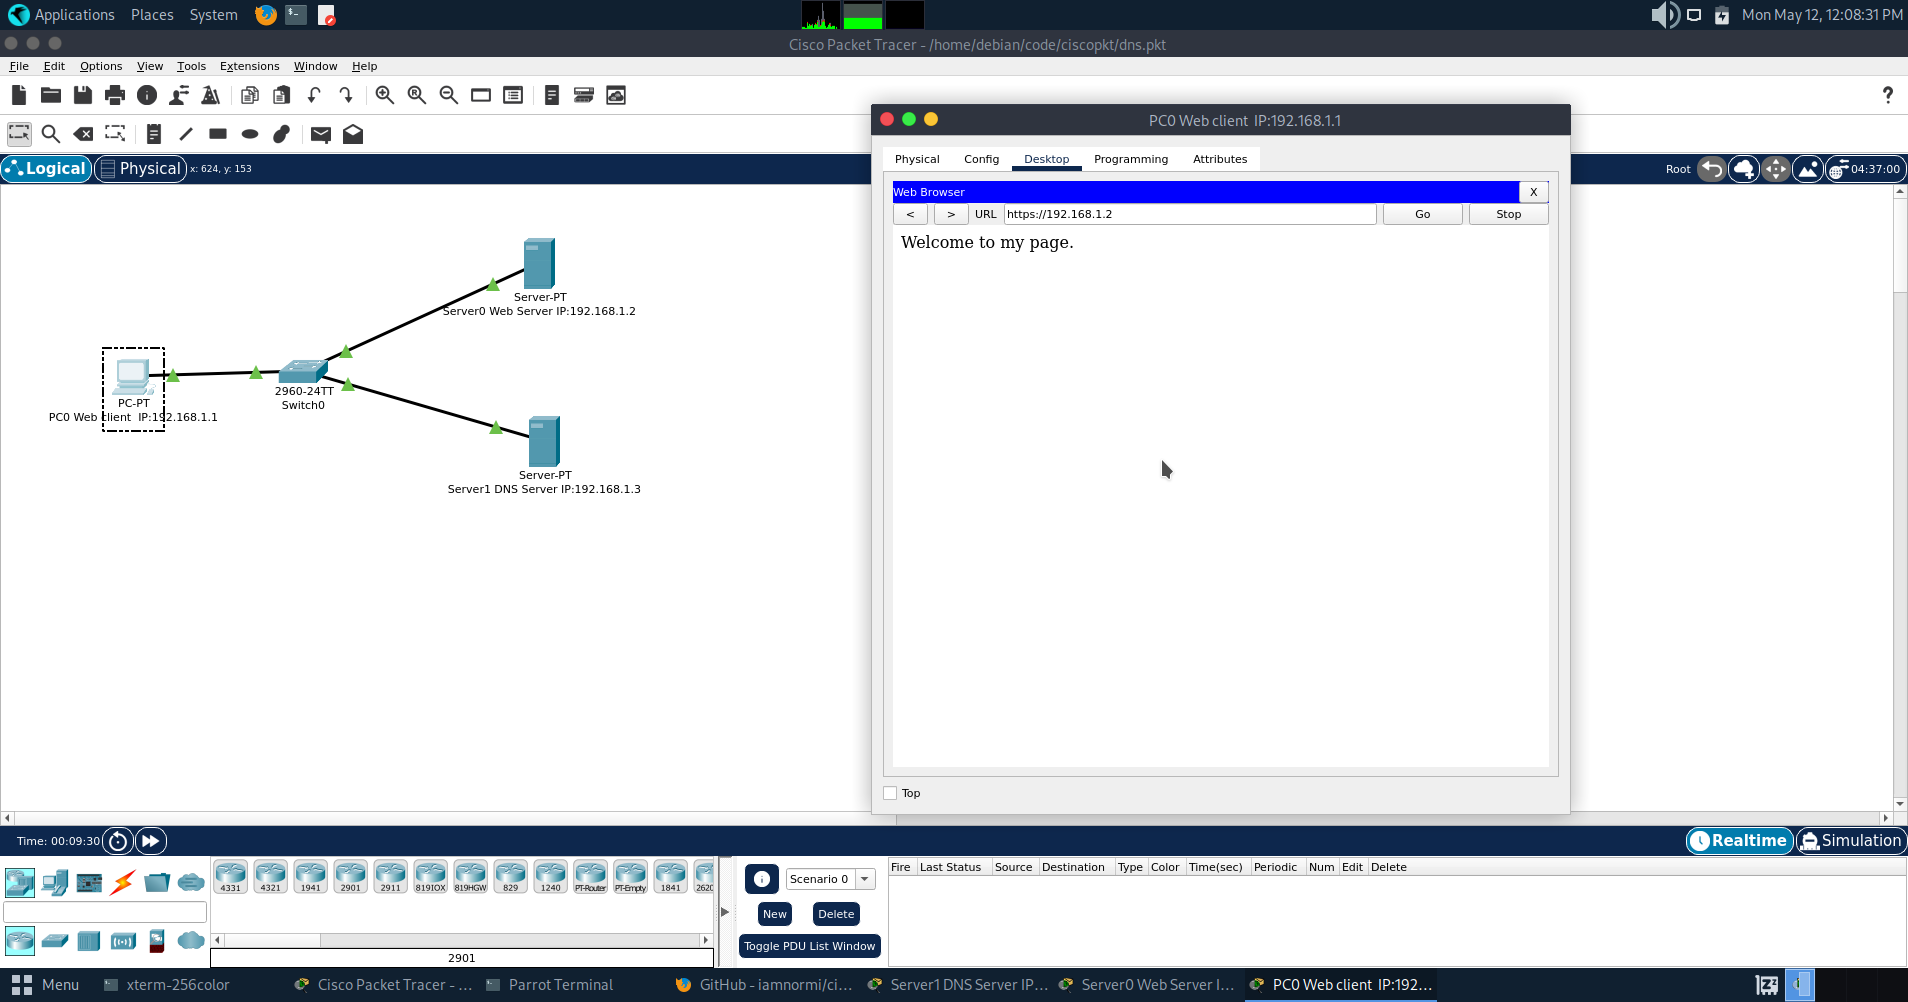 Applications Places System
Mon May 12, 12:08:31 PM
Cisco Packet Tracer - /home/debian/code/ciscopkt/dns.pkt
File Edit Options View Tools Extensions Window Help
?
Logical Physical x: 624, y: 153
Root 04:37:00
PC0 Web client IP:192.168.1.1
Physical Config Desktop Programming Attributes
Web Browser X
< > URL https://192.168.1.2 Go Stop
Welcome to my page.
Top
Server-PT
Server0 Web Server IP:192.168.1.2
PC-PT
PC0 Web client IP:192.168.1.1
2960-24TT
Switch0
Server-PT
Server1 DNS Server IP:192.168.1.3
Time: 00:09:30
Realtime Simulation
4331 4321 1941 2901 2911 819IOX 819HGW 829 1240 PT-Router PT-Empty 1841 2620
2901
Scenario 0
New Delete
Toggle PDU List Window
Fire Last Status Source Destination Type Color Time(sec) Periodic Num Edit Delete
Menu xterm-256color Cisco Packet Tracer - ... Parrot Terminal GitHub - iamnormi/ci... Server1 DNS Server IP... Server0 Web Server I... PC0 Web client IP:192...